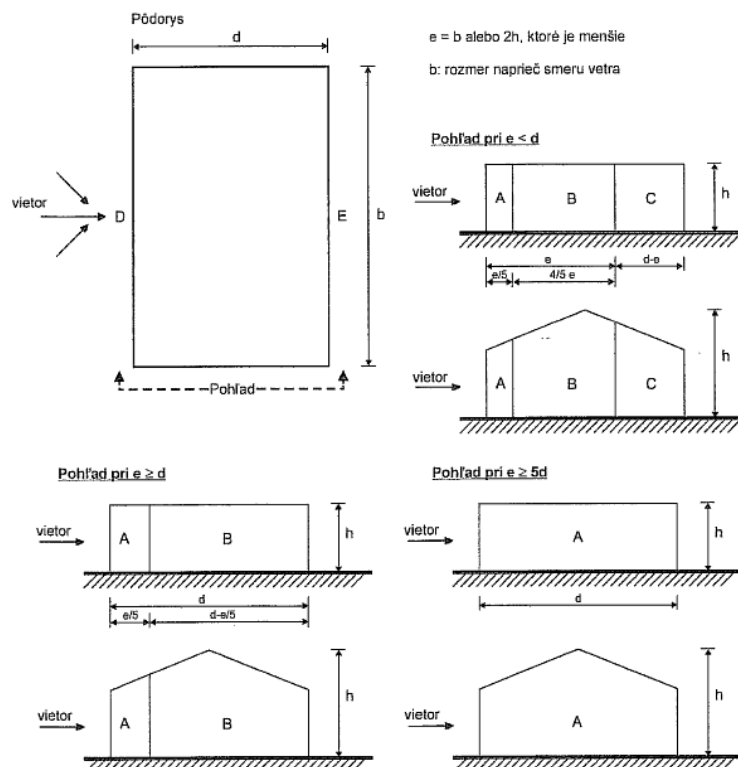 Pôdorys
d
e = b alebo 2h, ktoré je menšie
b: rozmer naprieč smeru vetra
vietor
D
E
b
Pohľad
Pohľad pri e < d
vietor
A
B
C
h
e
d-e
e/5
4/5 e
vietor
A
B
C
h
Pohľad pri e ≥ d
vietor
A
B
h
d
e/5
d-e/5
vietor
A
B
h
Pohľad pri e ≥ 5d
vietor
A
h
d
vietor
A
h